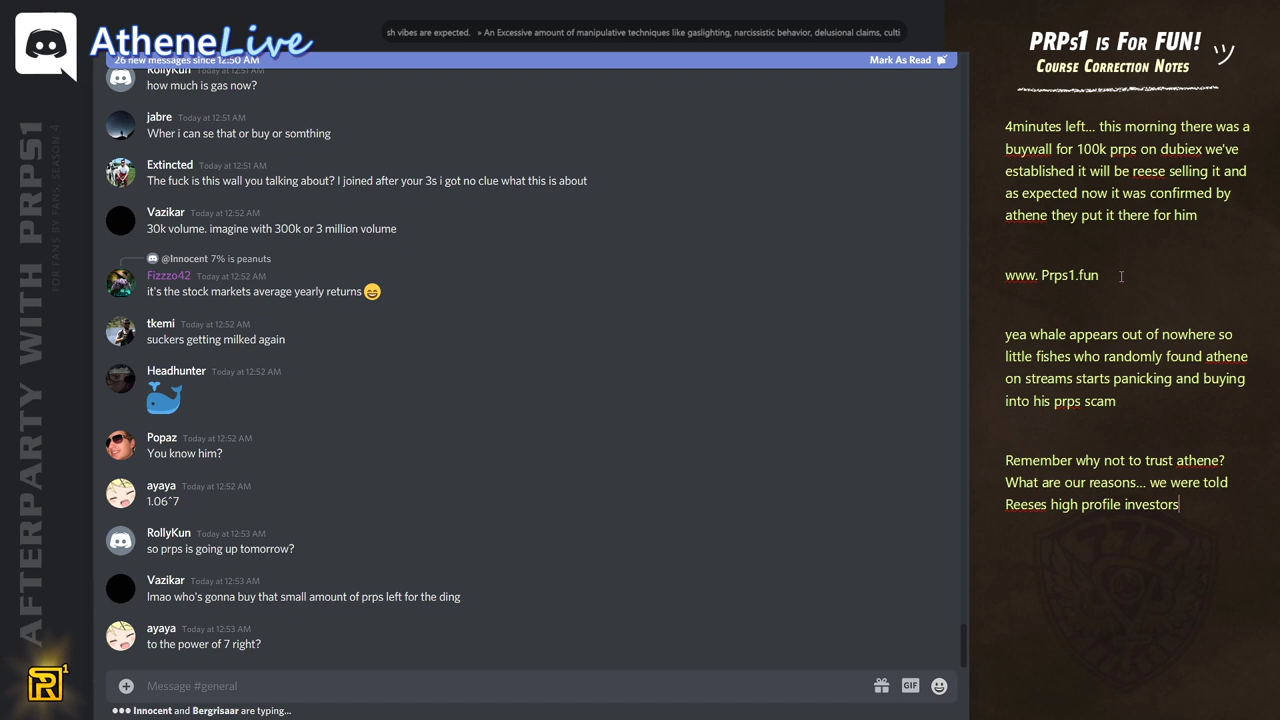 AtheneLive
sh vibes are expected. » An Excessive amount of manipulative techniques like gaslighting, narcissistic behavior, delusional claims, culti
26 new messages since 12:50 AM
Mark As Read
RollyKun Today at 12:51 AM
how much is gas now?
jabre Today at 12:51 AM
Wher i can se that or buy or somthing
Extincted Today at 12:51 AM
The fuck is this wall you talking about? I joined after your 3s i got no clue what this is about
Vazikar Today at 12:52 AM
30k volume. imagine with 300k or 3 million volume
@Innocent 7% is peanuts
Fizzzo42 Today at 12:52 AM
it's the stock markets average yearly returns
tkemi Today at 12:52 AM
suckers getting milked again
Headhunter Today at 12:52 AM
Popaz Today at 12:52 AM
You know him?
ayaya Today at 12:52 AM
1.06^7
RollyKun Today at 12:53 AM
so prps is going up tomorrow?
Vazikar Today at 12:53 AM
lmao who's gonna buy that small amount of prps left for the ding
ayaya Today at 12:53 AM
to the power of 7 right?
Message #general
GIF
Innocent and Bergrisaar are typing...
AFTERPARTY WITH PRPS1
FOR FANS BY FANS, SEASON 4
1
PRPs1 is For FUN!
Course Correction Notes
ツ
4minutes left... this morning there was a
buywall for 100k prps on dubiex we've
established it will be reese selling it and
as expected now it was confirmed by
athene they put it there for him
www. Prps1.fun
yea whale appears out of nowhere so
little fishes who randomly found athene
on streams starts panicking and buying
into his prps scam
Remember why not to trust athene?
What are our reasons... we were told
Reeses high profile investors